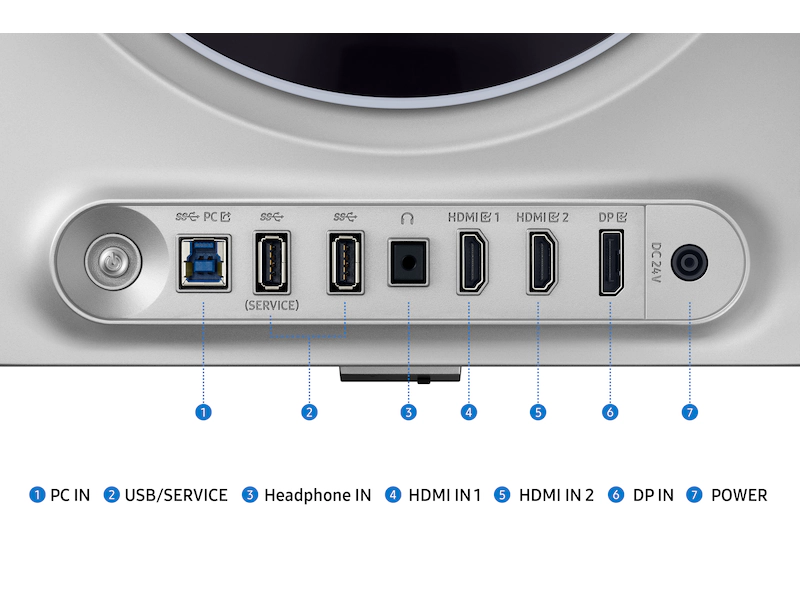 SS PC HDMI 1 HDMI 2 DP
DC 24V
(SERVICE)
1 2 3 4 5 6 7
1 PC IN 2 USB/SERVICE 3 Headphone IN 4 HDMI IN 1 5 HDMI IN 2 6 DP IN 7 POWER